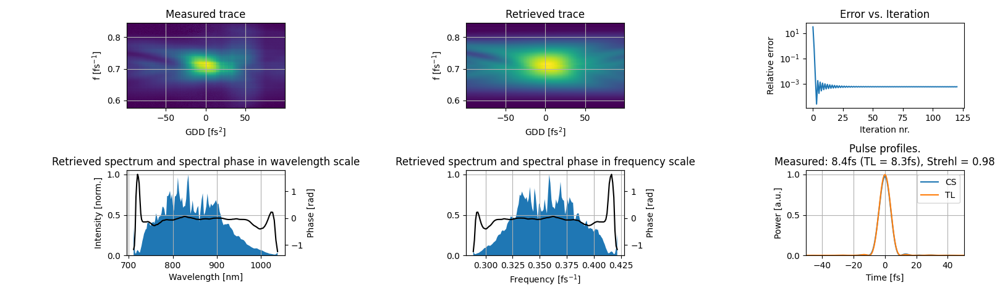 Measured trace
f [fs⁻¹]
0.8
0.7
0.6
−50
0
50
GDD [fs²]
Retrieved trace
f [fs⁻¹]
0.8
0.7
0.6
−50
0
50
GDD [fs²]
Error vs. Iteration
Relative error
10¹
10⁻¹
10⁻³
0
25
50
75
100
125
Iteration nr.
Retrieved spectrum and spectral phase in wavelength scale
Intensity [norm.]
1.0
0.5
0.0
700
800
900
1000
Wavelength [nm]
1
0
−1
Phase [rad]
Retrieved spectrum and spectral phase in frequency scale
1.0
0.5
0.0
0.300
0.325
0.350
0.375
0.400
0.425
Frequency [fs⁻¹]
1
0
−1
Phase [rad]
Pulse profiles.
Measured: 8.4fs (TL = 8.3fs), Strehl = 0.98
Power [a.u.]
1.0
0.5
0.0
CS
TL
−40
−20
0
20
40
Time [fs]